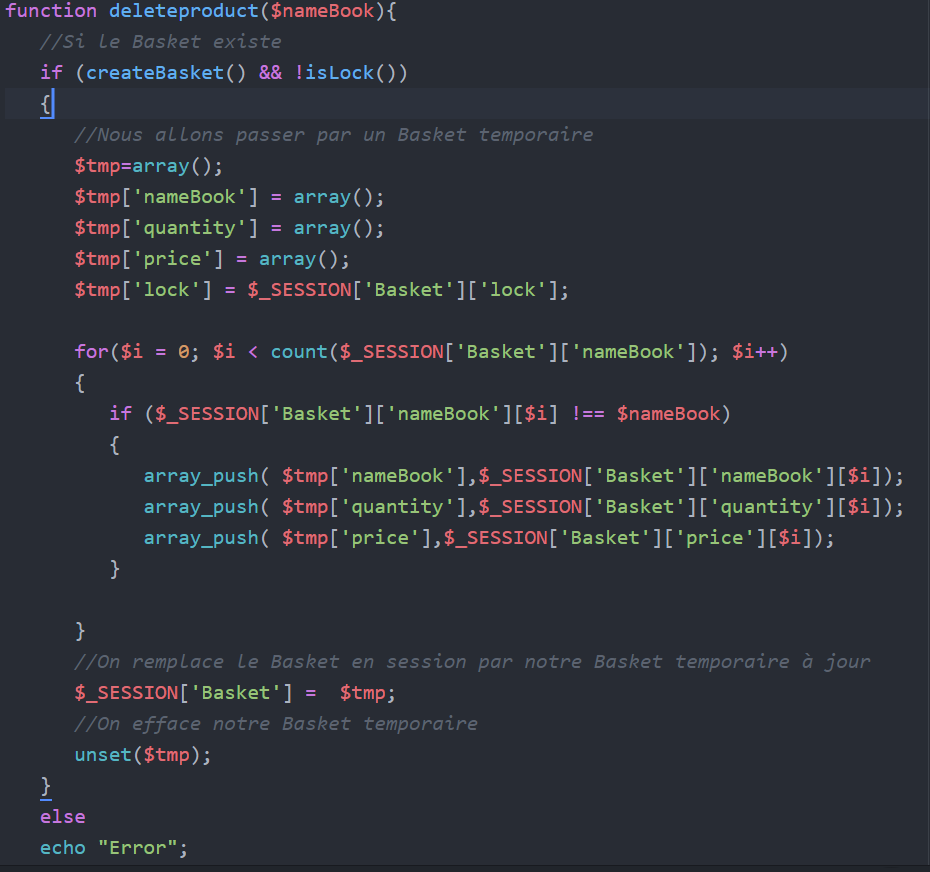 function deleteproduct($nameBook){
//Si le Basket existe
if (createBasket() && !isLock())
{
//Nous allons passer par un Basket temporaire
$tmp=array();
$tmp['nameBook'] = array();
$tmp['quantity'] = array();
$tmp['price'] = array();
$tmp['lock'] = $_SESSION['Basket']['lock'];
for($i = 0; $i < count($_SESSION['Basket']['nameBook']); $i++)
{
if ($_SESSION['Basket']['nameBook'][$i] !== $nameBook)
{
array_push( $tmp['nameBook'],$_SESSION['Basket']['nameBook'][$i]);
array_push( $tmp['quantity'],$_SESSION['Basket']['quantity'][$i]);
array_push( $tmp['price'],$_SESSION['Basket']['price'][$i]);
}
}
//On remplace le Basket en session par notre Basket temporaire à jour
$_SESSION['Basket'] =  $tmp;
//On efface notre Basket temporaire
unset($tmp);
}
else
echo "Error";